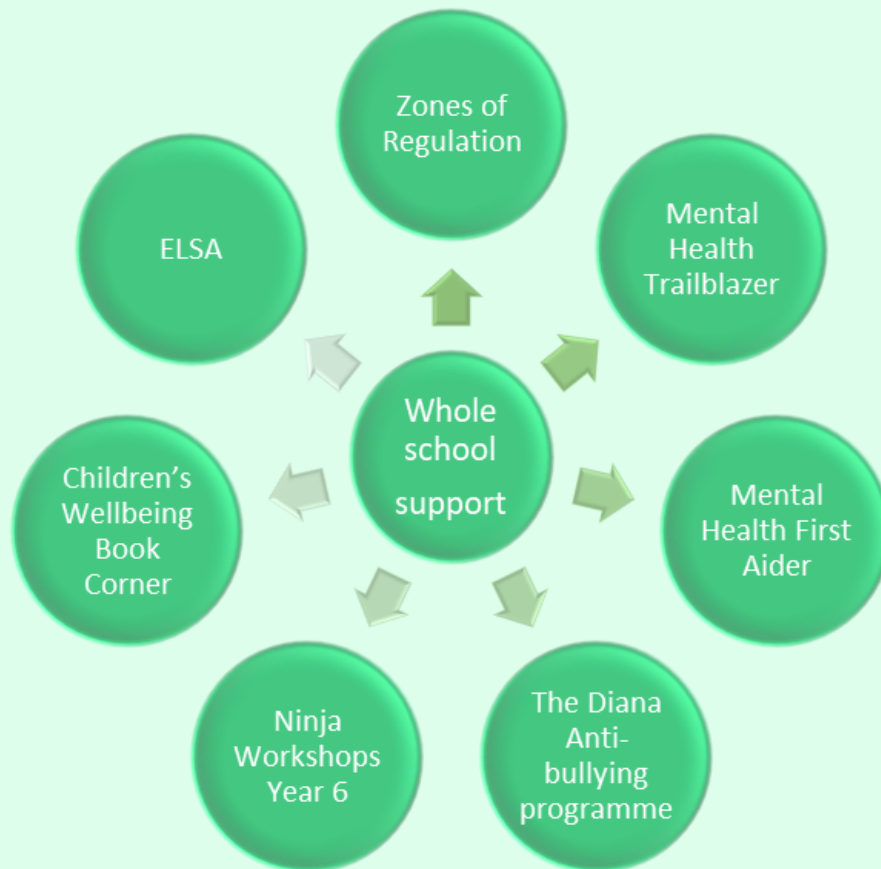 Zones of
Regulation
Mental
Health
Trailblazer
Mental
Health First
Aider
The Diana
Anti-
bullying
programme
Ninja
Workshops
Year 6
Children’s
Wellbeing
Book
Corner
ELSA
Whole
school
support